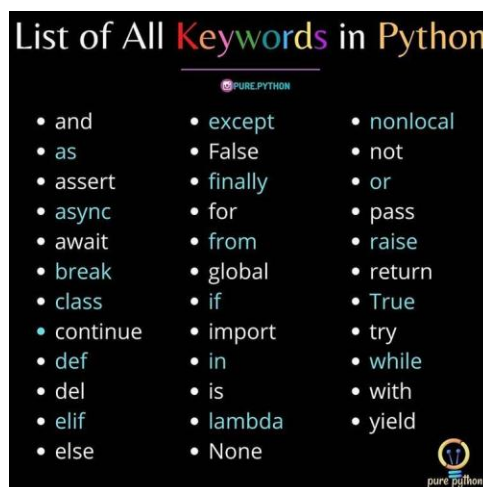 List of All Keywords in Python
@PURE.PYTHON
• and
• as
• assert
• async
• await
• break
• class
• continue
• def
• del
• elif
• else
• except
• False
• finally
• for
• from
• global
• if
• import
• in
• is
• lambda
• None
• nonlocal
• not
• or
• pass
• raise
• return
• True
• try
• while
• with
• yield
pure python